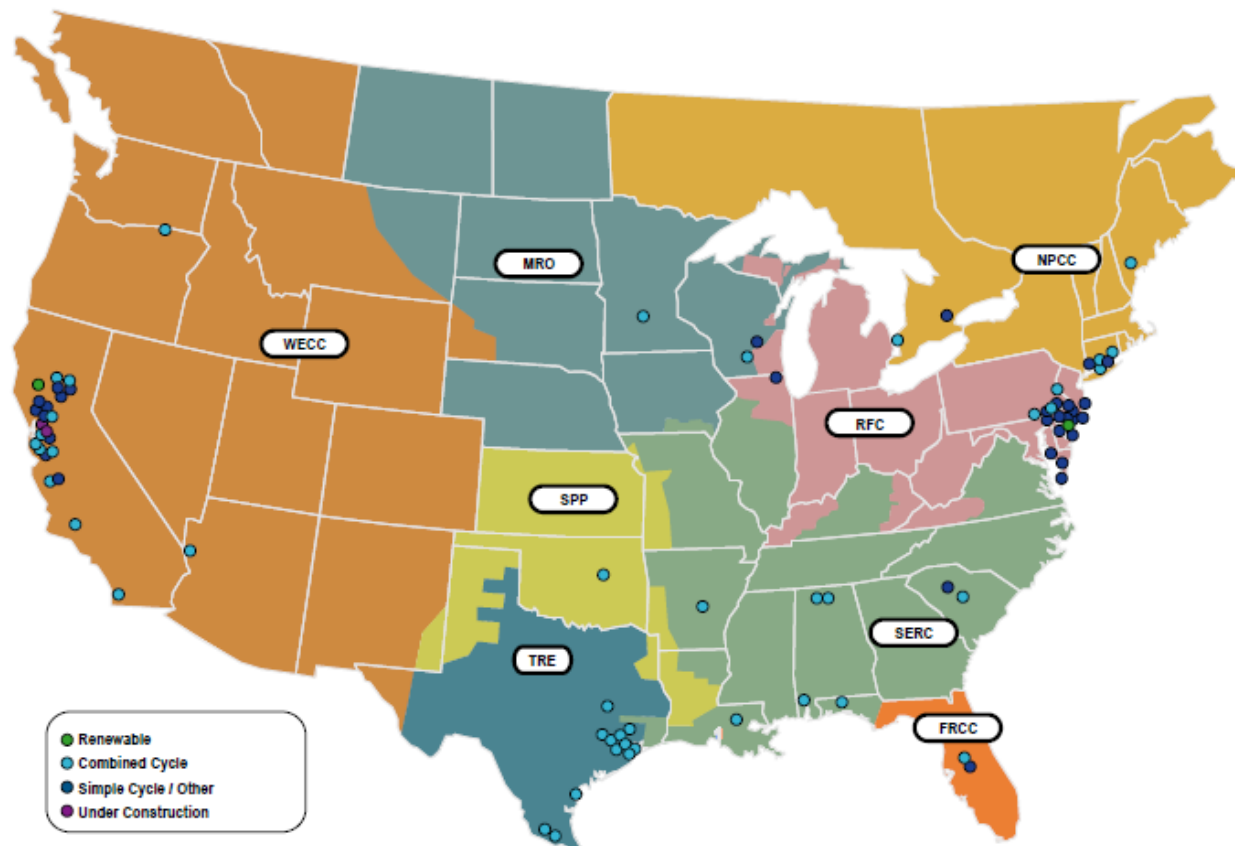 MRO
NPCC
WECC
RFC
SPP
SERC
TRE
FRCC
Renewable
Combined Cycle
Simple Cycle / Other
Under Construction